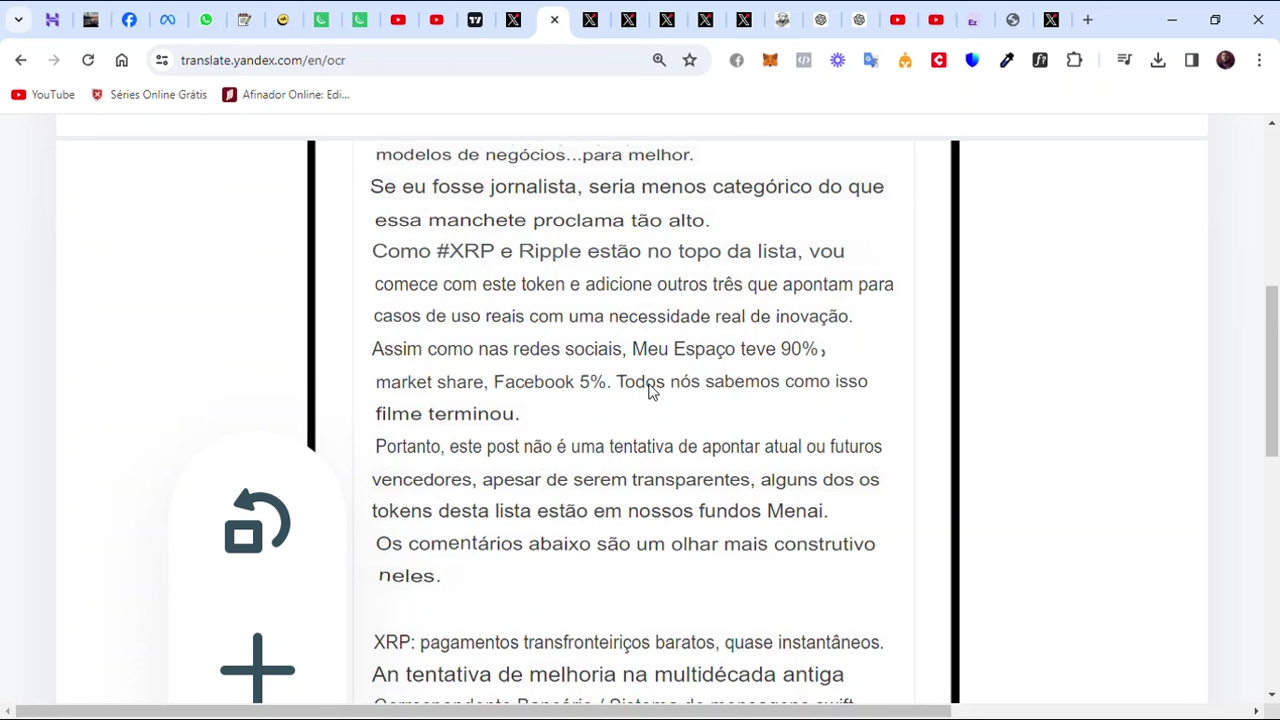 translate.yandex.com/en/ocr
YouTube
Séries Online Grátis
Afinador Online: Edi...
modelos de negócios...para melhor.
Se eu fosse jornalista, seria menos categórico do que
essa manchete proclama tão alto.
Como #XRP e Ripple estão no topo da lista, vou
comece com este token e adicione outros três que apontam para
casos de uso reais com uma necessidade real de inovação.
Assim como nas redes sociais, Meu Espaço teve 90%,
market share, Facebook 5%. Todos nós sabemos como isso
filme terminou.
Portanto, este post não é uma tentativa de apontar atual ou futuros
vencedores, apesar de serem transparentes, alguns dos os
tokens desta lista estão em nossos fundos Menai.
Os comentários abaixo são um olhar mais construtivo
neles.
XRP: pagamentos transfronteiriços baratos, quase instantâneos.
An tentativa de melhoria na multidécada antiga
Correspondente Bancário / Sistema de mensagens swift